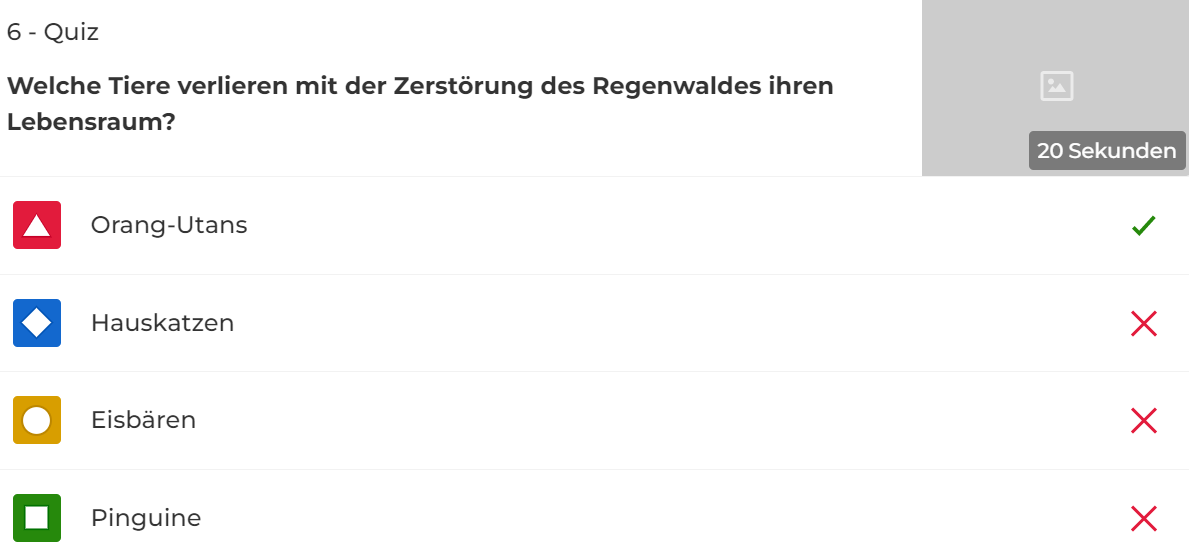 6 - Quiz
Welche Tiere verlieren mit der Zerstörung des Regenwaldes ihren
Lebensraum?
20 Sekunden
Orang-Utans
Hauskatzen
Eisbären
Pinguine